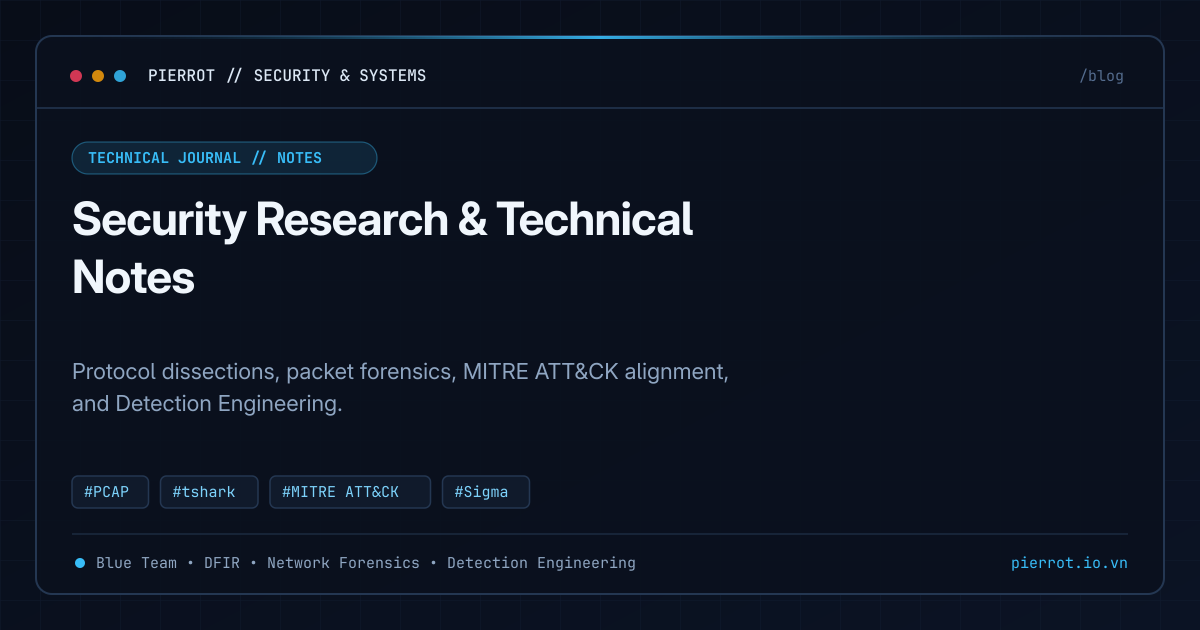 PIERROT // SECURITY & SYSTEMS
/blog
TECHNICAL JOURNAL // NOTES
Security Research & Technical
Notes
Protocol dissections, packet forensics, MITRE ATT&CK alignment,
and Detection Engineering.
#PCAP #tshark #MITRE ATT&CK #Sigma
Blue Team • DFIR • Network Forensics • Detection Engineering
pierrot.io.vn